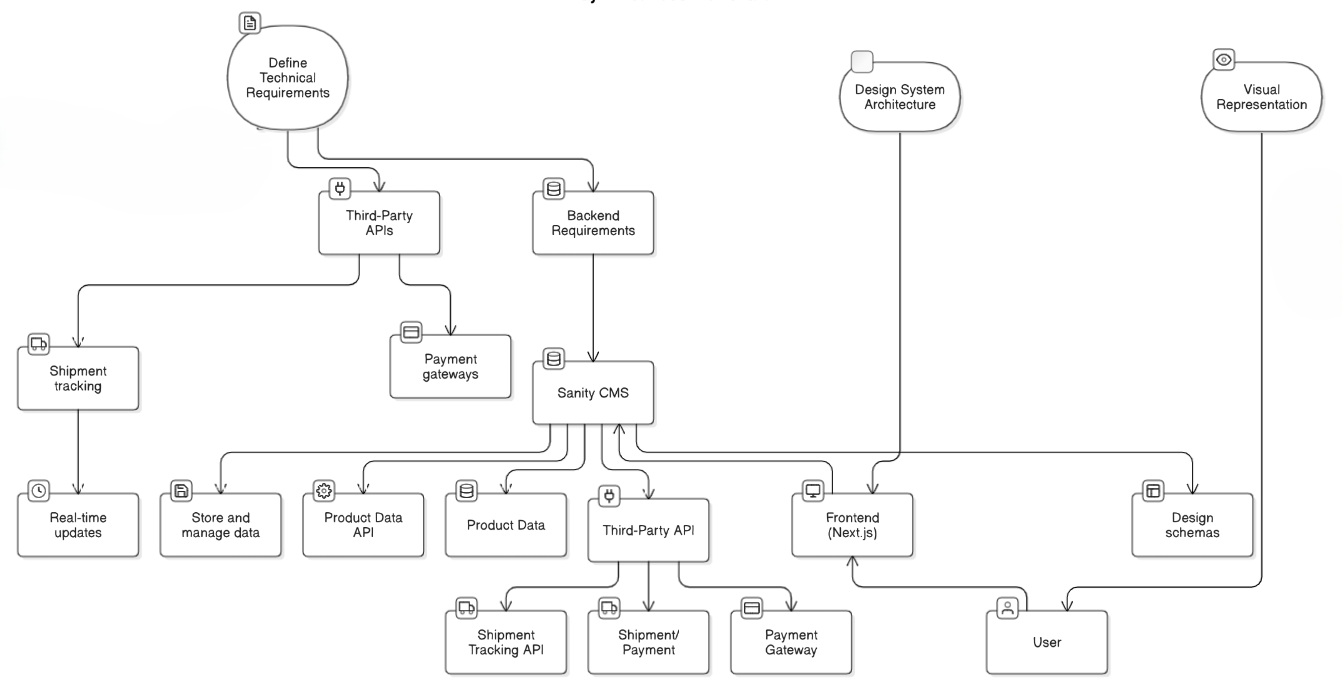 Define
Technical
Requirements
Design System
Architecture
Visual
Representation
Third-Party
APIs
Backend
Requirements
Shipment
tracking
Payment
gateways
Sanity CMS
Real-time
updates
Store and
manage data
Product Data
API
Product Data
Third-Party API
Frontend
(Next.js)
Design
schemas
Shipment
Tracking API
Shipment/
Payment
Payment
Gateway
User